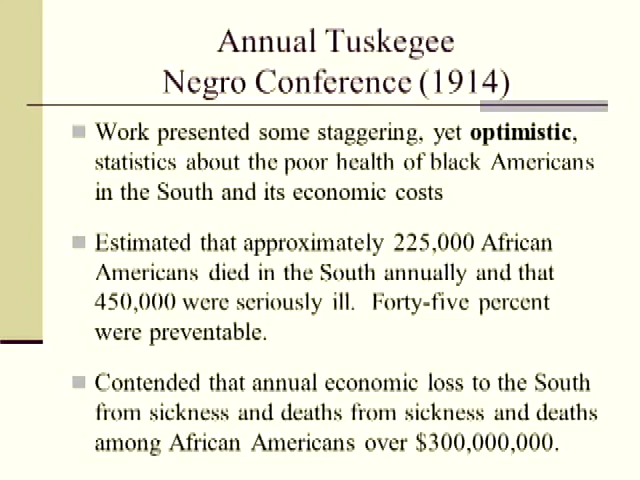 Annual Tuskegee
Negro Conference (1914)
Work presented some staggering, yet optimistic,
statistics about the poor health of black Americans
in the South and its economic costs
Estimated that approximately 225,000 African
Americans died in the South annually and that
450,000 were seriously ill. Forty-five percent
were preventable.
Contended that annual economic loss to the South
from sickness and deaths from sickness and deaths
among African Americans over $300,000,000.